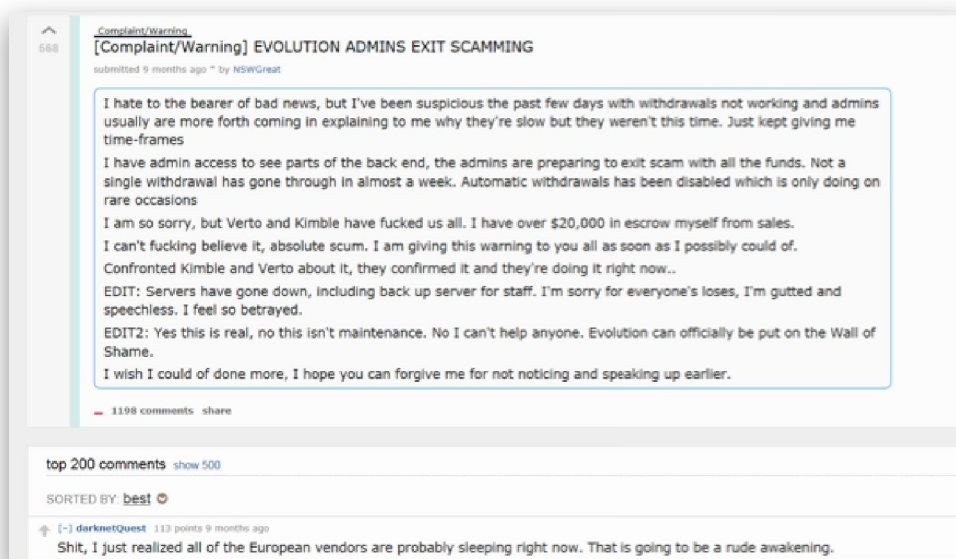 Complaint/Warning
568
[Complaint/Warning] EVOLUTION ADMINS EXIT SCAMMING
submitted 9 months ago * by NSWGreat
I hate to the bearer of bad news, but I've been suspicious the past few days with withdrawals not working and admins
usually are more forth coming in explaining to me why they're slow but they weren't this time. Just kept giving me
time-frames
I have admin access to see parts of the back end, the admins are preparing to exit scam with all the funds. Not a
single withdrawal has gone through in almost a week. Automatic withdrawals has been disabled which is only doing on
rare occasions
I am so sorry, but Verto and Kimble have fucked us all. I have over $20,000 in escrow myself from sales.
I can't fucking believe it, absolute scum. I am giving this warning to you all as soon as I possibly could of.
Confronted Kimble and Verto about it, they confirmed it and they're doing it right now..
EDIT: Servers have gone down, including back up server for staff. I'm sorry for everyone's loses, I'm gutted and
speechless. I feel so betrayed.
EDIT2: Yes this is real, no this isn't maintenance. No I can't help anyone. Evolution can officially be put on the Wall of
Shame.
I wish I could of done more, I hope you can forgive me for not noticing and speaking up earlier.
1198 comments share
top 200 comments show 500
SORTED BY: best
[-] darknetQuest 113 points 9 months ago
Shit, I just realized all of the European vendors are probably sleeping right now. That is going to be a rude awakening.